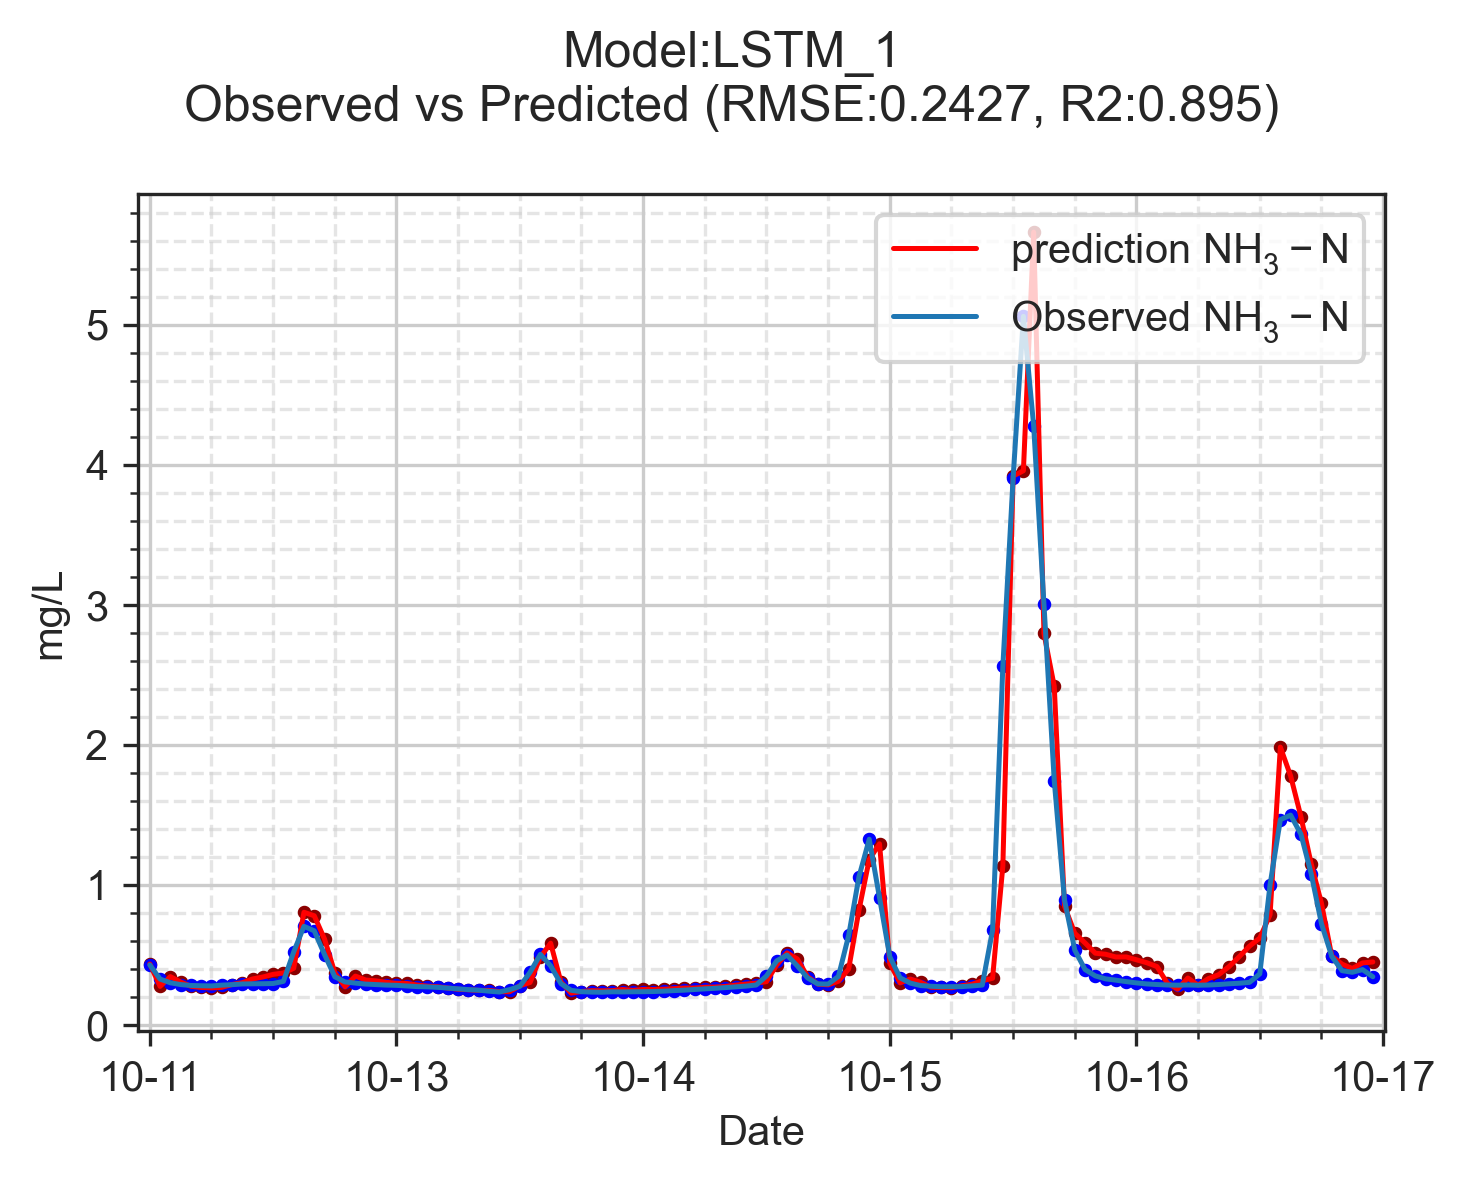 Model:LSTM_1
Observed vs Predicted (RMSE:0.2427, R2:0.895)
prediction NH₃ − N
Observed NH₃ − N
5
4
3
2
1
0
mg/L
10-11 10-13 10-14 10-15 10-16 10-17
Date